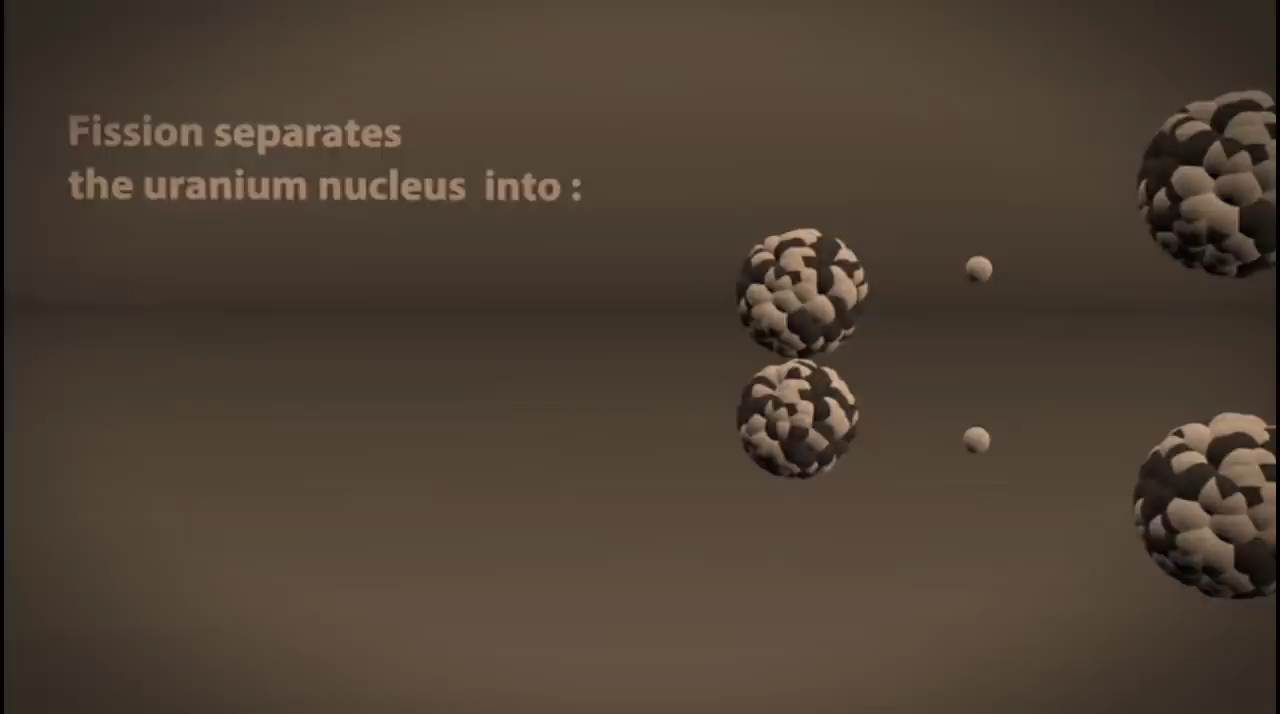 Fission separates
the uranium nucleus into :